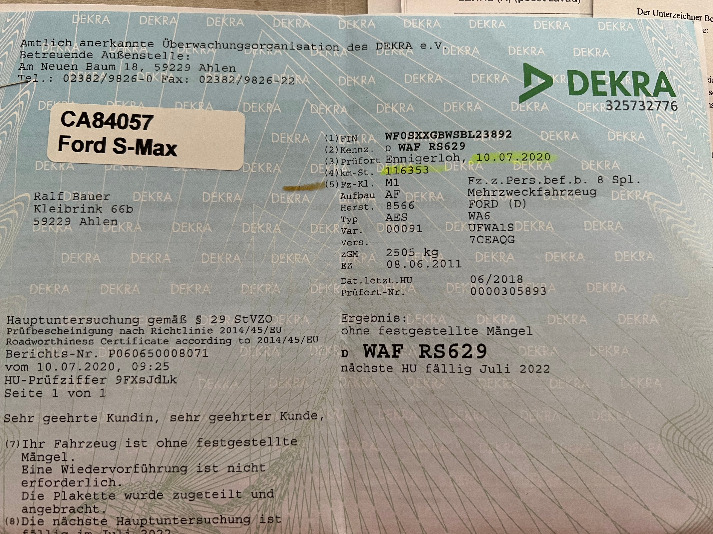 Der Unterzeichner
Amtlich anerkannte Überwachungsorganisation des DEKRA e.V.
Betreuende Außenstelle:
Am Neuen Baum 18, 59229 Ahlen
Tel.: 02382/9826-0 Fax: 02382/9826-22
DEKRA
325732776
CA84057
Ford S-Max
(1) FIN WF0SXXGBWSBL23892
(2) Kennz. D WAF RS629
(3) Prüfort Ennigerloh, 10.07.2020
(4) km-St. 116353
(5) Fz-Kl. M1 Fz.z.Pers.bef.b. 8 Spl.
Aufbau AF Mehrzweckfahrzeug
Herst. 8566 FORD (D)
Typ AES WA6
Var. 00091 UFWA1S
Vers. 7CEAQG
zGM 2505 kg
EZ 08.06.2011
Dat.letzt.HU 06/2018
Prüfort-Nr. 0000305893
Ralf Bauer
Kleibrink 66b
59229 Ahlen
Hauptuntersuchung gemäß § 29 StVZO
Prüfbescheinigung nach Richtlinie 2014/45/EU
Roadworthiness Certificate according to 2014/45/EU
Berichts-Nr. P060650008071
vom 10.07.2020, 09:25
HU-Prüfziffer 9FXsJdLk
Seite 1 von 1
Ergebnis:
ohne festgestellte Mängel
D WAF RS629
nächste HU fällig Juli 2022
Sehr geehrte Kundin, sehr geehrter Kunde,
(7) Ihr Fahrzeug ist ohne festgestellte
Mängel.
Eine Wiedervorführung ist nicht
erforderlich.
Die Plakette wurde zugeteilt und
angebracht.
(8) Die nächste Hauptuntersuchung ist
fällig im Juli 2022